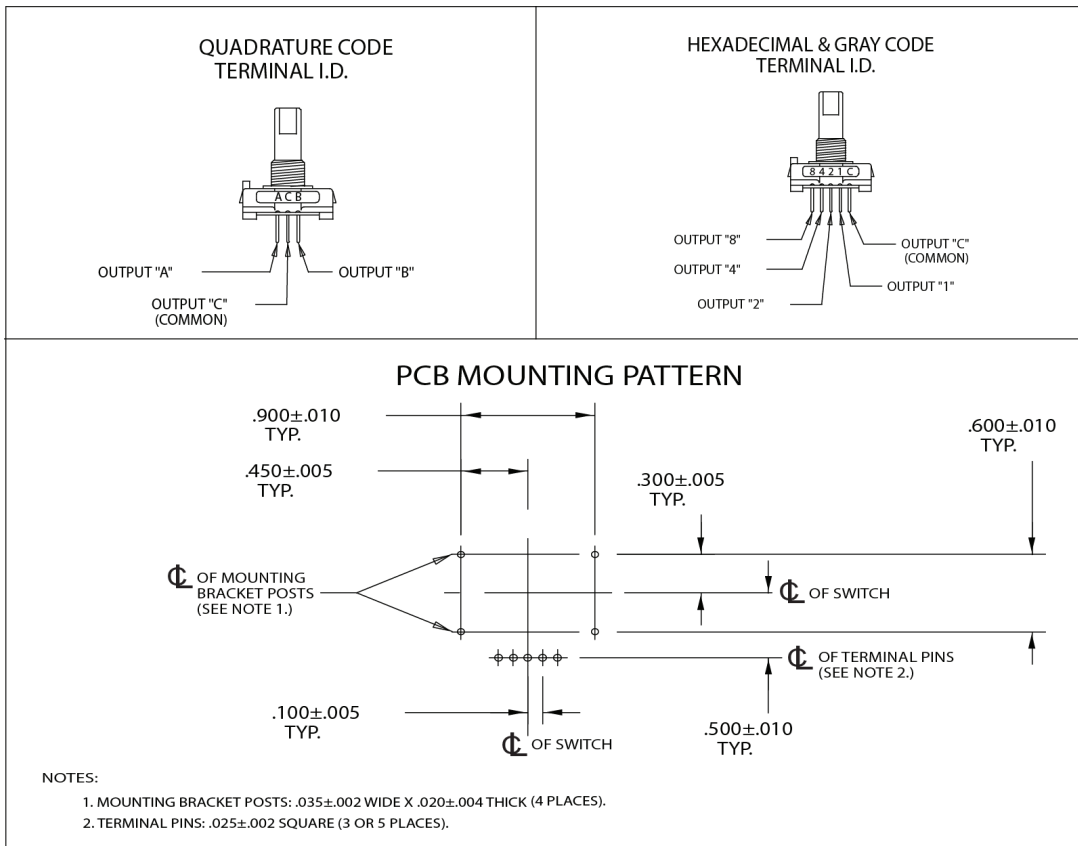 QUADRATURE CODE
TERMINAL I.D.
A C B
OUTPUT "A"
OUTPUT "B"
OUTPUT "C"
(COMMON)
HEXADECIMAL & GRAY CODE
TERMINAL I.D.
8 4 2 1 C
OUTPUT "8"
OUTPUT "C"
(COMMON)
OUTPUT "4"
OUTPUT "1"
OUTPUT "2"
PCB MOUNTING PATTERN
.900±.010
TYP.
.600±.010
TYP.
.450±.005
TYP.
.300±.005
TYP.
℄ OF MOUNTING
BRACKET POSTS
(SEE NOTE 1.)
℄ OF SWITCH
℄ OF TERMINAL PINS
(SEE NOTE 2.)
.100±.005
TYP.
.500±.010
TYP.
℄ OF SWITCH
NOTES:
1. MOUNTING BRACKET POSTS: .035±.002 WIDE X .020±.004 THICK (4 PLACES).
2. TERMINAL PINS: .025±.002 SQUARE (3 OR 5 PLACES).